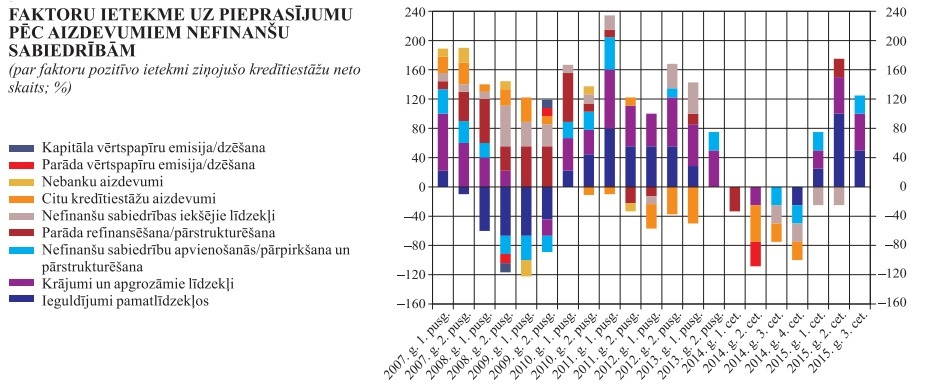 FAKTORU IETEKME UZ PIEPRASĪJUMU
PĒC AIZDEVUMIEM NEFINANŠU
SABIEDRĪBĀM
(par faktoru pozitīvo ietekmi ziņojušo kredītiestāžu neto
skaits; %)
Kapitāla vērtspapīru emisija/dzēšana
Parāda vērtspapīru emisija/dzēšana
Nebanku aizdevumi
Citu kredītiestāžu aizdevumi
Nefinanšu sabiedrības iekšējie līdzekļi
Parāda refinansēšana/pārstrukturēšana
Nefinanšu sabiedrību apvienošanās/pārpirkšana un
pārstrukturēšana
Krājumi un apgrozāmie līdzekļi
Ieguldījumi pamatlīdzekļos
240 240
200 200
160 160
120 120
80 80
40 40
0 0
−40 −40
−80 −80
−120 −120
−160 −160
2007. g. 1. pusg.
2007. g. 2. pusg.
2008. g. 1. pusg.
2008. g. 2. pusg.
2009. g. 1. pusg.
2009. g. 2. pusg.
2010. g. 1. pusg.
2010. g. 2. pusg.
2011. g. 1. pusg.
2011. g. 2. pusg.
2012. g. 1. pusg.
2012. g. 2. pusg.
2013. g. 1. pusg.
2013. g. 2. pusg.
2014. g. 1. cet.
2014. g. 2. cet.
2014. g. 3. cet.
2014. g. 4. cet.
2015. g. 1. cet.
2015. g. 2. cet.
2015. g. 3. cet.